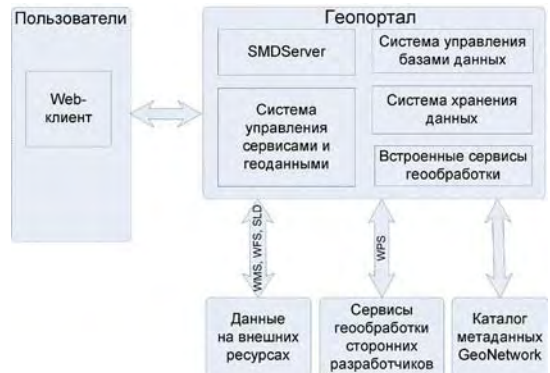 Пользователи
Web-
клиент
Геопортал
SMDServer
Система
управления
сервисами и
геоданными
Система управления
базами данных
Система хранения
данных
Встроенные сервисы
геообработки
WMS, WFS, SLD
WPS
Данные
на внешних
ресурсах
Сервисы
геообработки
сторонних
разработчиков
Каталог
метаданных
GeoNetwork